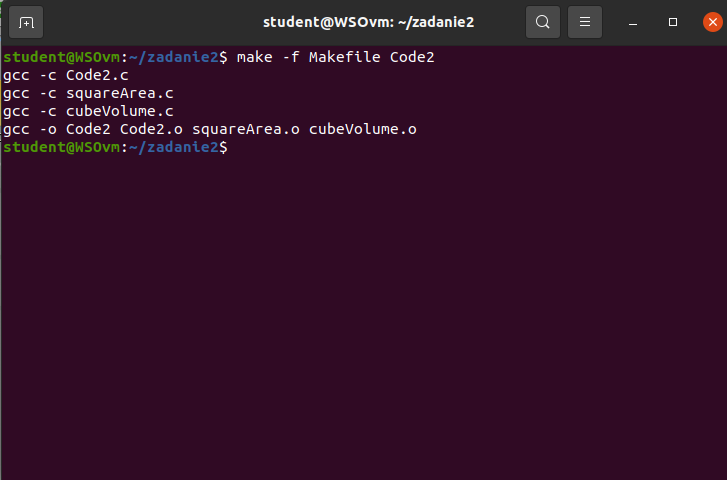 student@WSOvm: ~/zadanie2
student@WSOvm:~/zadanie2$ make -f Makefile Code2
gcc -c Code2.c
gcc -c squareArea.c
gcc -c cubeVolume.c
gcc -o Code2 Code2.o squareArea.o cubeVolume.o
student@WSOvm:~/zadanie2$